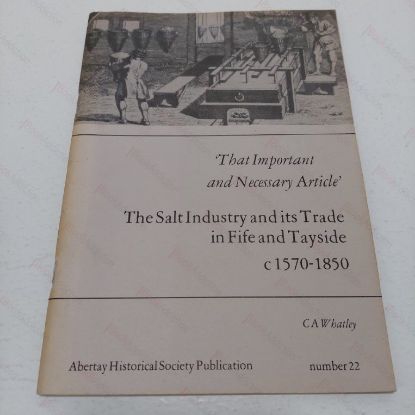 'That Important
and Necessary Article'
The Salt Industry and its Trade
in Fife and Tayside
c 1570-1850
C A Whatley
Abertay Historical Society Publication number 22